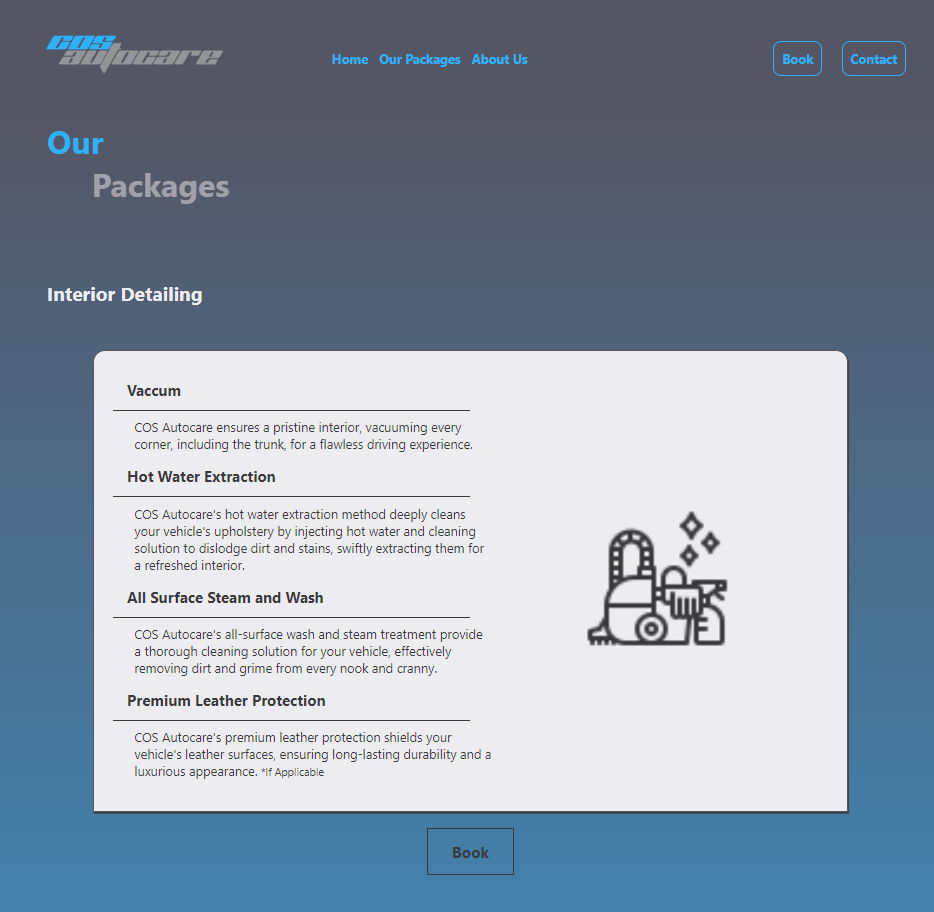 COS
autocare
Home Our Packages About Us
Book Contact
Our
Packages
Interior Detailing
Vaccum
COS Autocare ensures a pristine interior, vacuuming every
corner, including the trunk, for a flawless driving experience.
Hot Water Extraction
COS Autocare's hot water extraction method deeply cleans
your vehicle's upholstery by injecting hot water and cleaning
solution to dislodge dirt and stains, swiftly extracting them for
a refreshed interior.
All Surface Steam and Wash
COS Autocare's all-surface wash and steam treatment provide
a thorough cleaning solution for your vehicle, effectively
removing dirt and grime from every nook and cranny.
Premium Leather Protection
COS Autocare's premium leather protection shields your
vehicle's leather surfaces, ensuring long-lasting durability and a
luxurious appearance. *If Applicable
Book